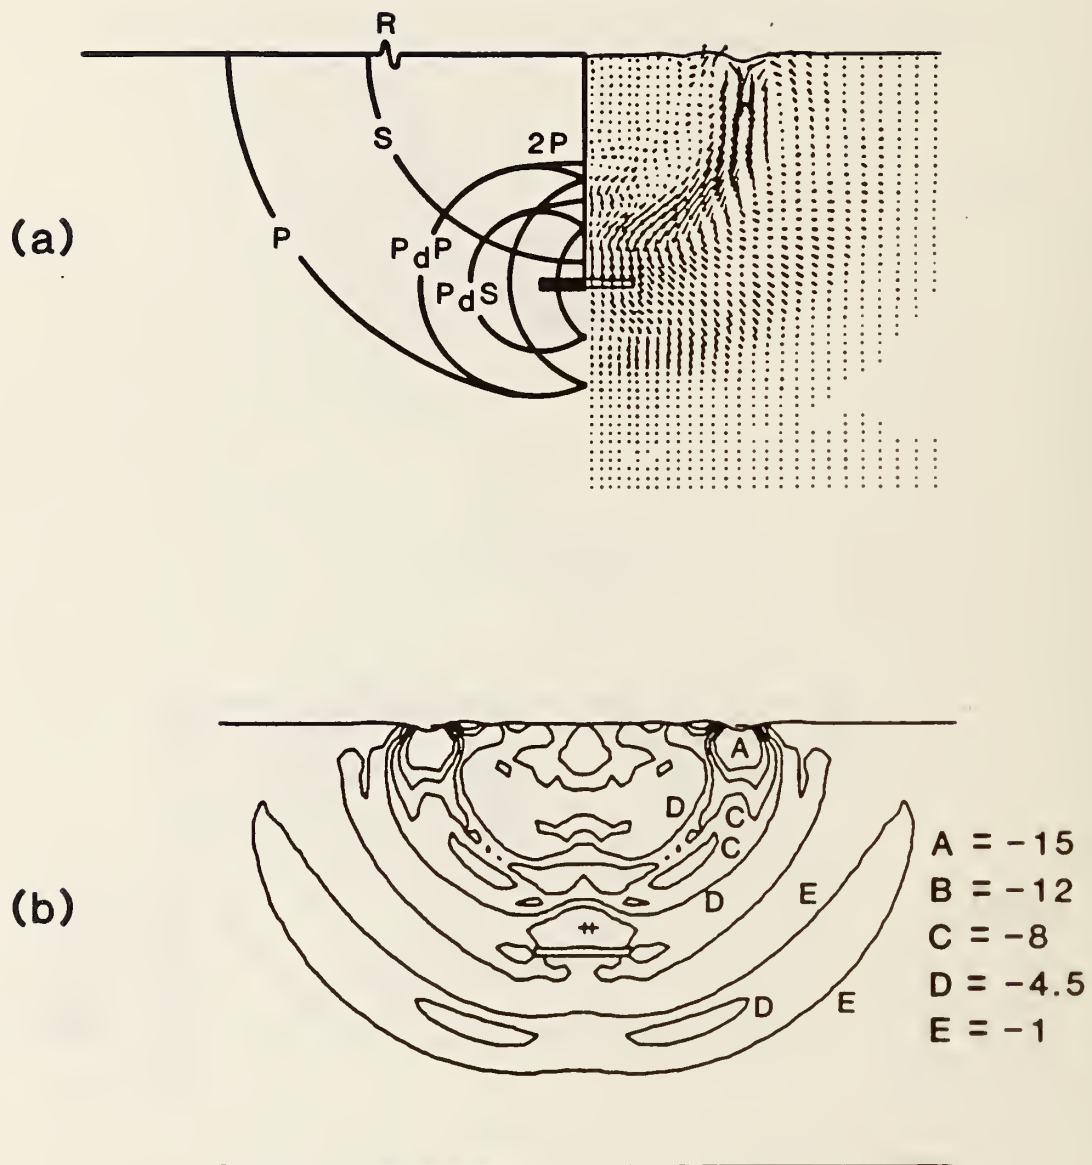 R
S
2P
(a)
P
PdP
PdS
A
D
C
C
A = -15
(b)
D
E
B = -12
C = -8
D
E
D = -4.5
E = -1